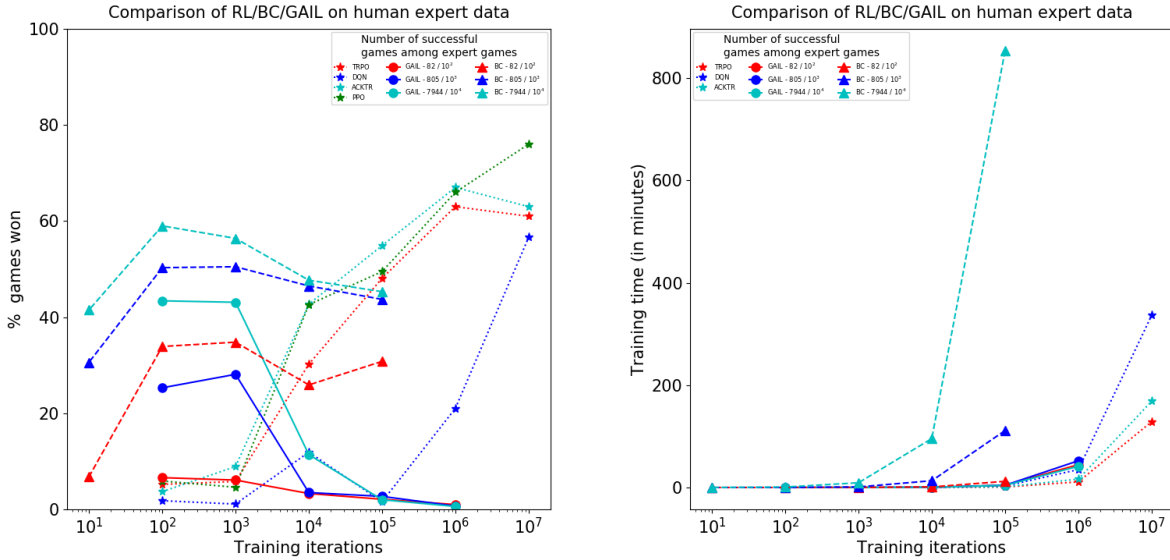 Comparison of RL/BC/GAIL on human expert data
100
80
60
40
20
0
% games won
Number of successful
games among expert games
TRPO
DQN
ACKTR
PPO
GAIL - 82 / 10²
GAIL - 805 / 10³
GAIL - 7944 / 10⁴
BC - 82 / 10²
BC - 805 / 10³
BC - 7944 / 10⁴
10¹ 10² 10³ 10⁴ 10⁵ 10⁶ 10⁷
Training iterations
Comparison of RL/BC/GAIL on human expert data
800
600
400
200
0
Training time (in minutes)
Number of successful
games among expert games
TRPO
DQN
ACKTR
GAIL - 82 / 10²
GAIL - 805 / 10³
GAIL - 7944 / 10⁴
BC - 82 / 10²
BC - 805 / 10³
BC - 7944 / 10⁴
10¹ 10² 10³ 10⁴ 10⁵ 10⁶ 10⁷
Training iterations